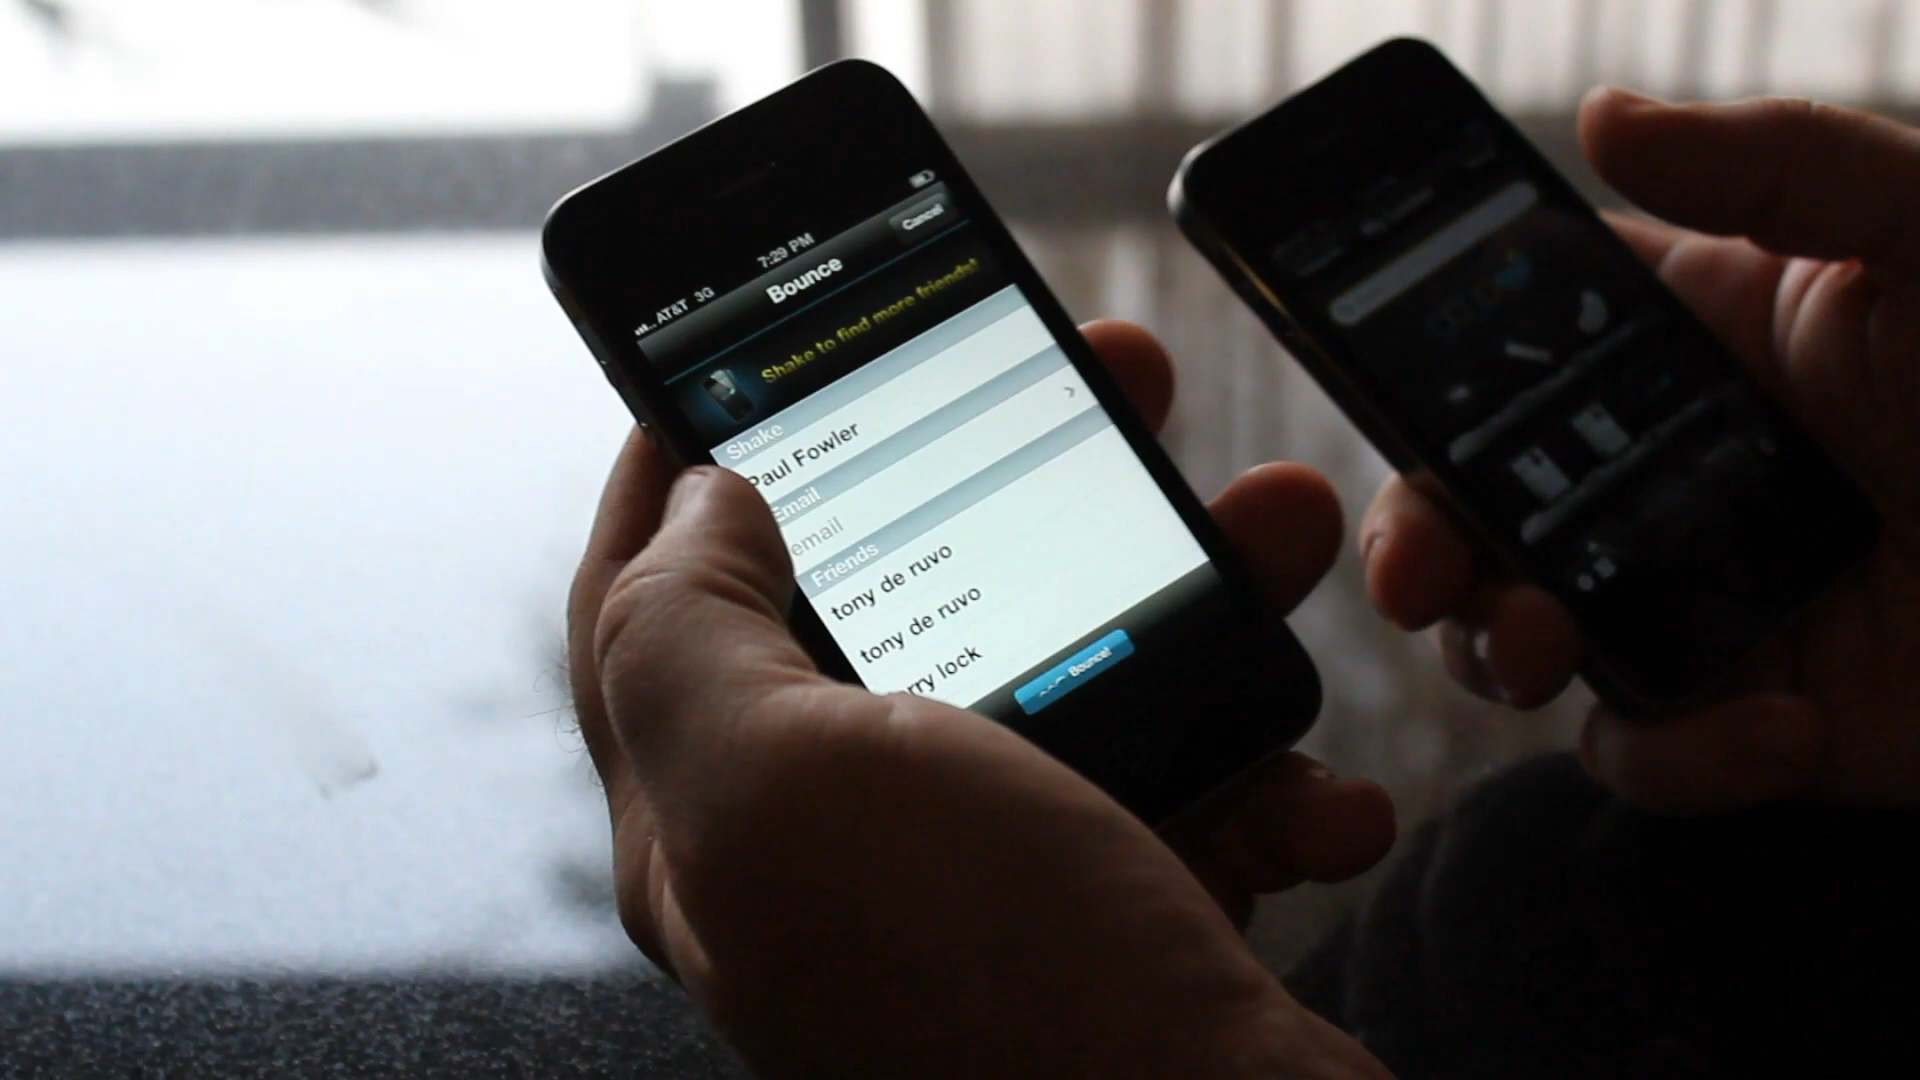 AT&T 3G
7:29 PM
Bounce
Cancel
Shake to find more friends!
Shake
Paul Fowler
Email
email
Friends
tony de ruvo
tony de ruvo
rry lock
Bounce!